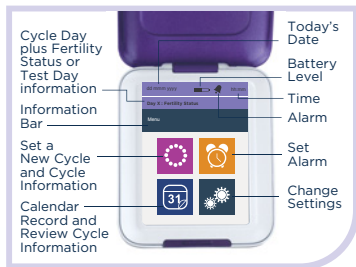 Cycle Day
plus Fertility
Status or
Test Day
information
Information
Bar
Set a
New Cycle
and Cycle
Information
Calendar
Record and
Review Cycle
Information
Day X: Fertility Status
Menu
31
Today's
Date
Battery
Level
Time
Alarm
Set
Alarm
Change
Settings